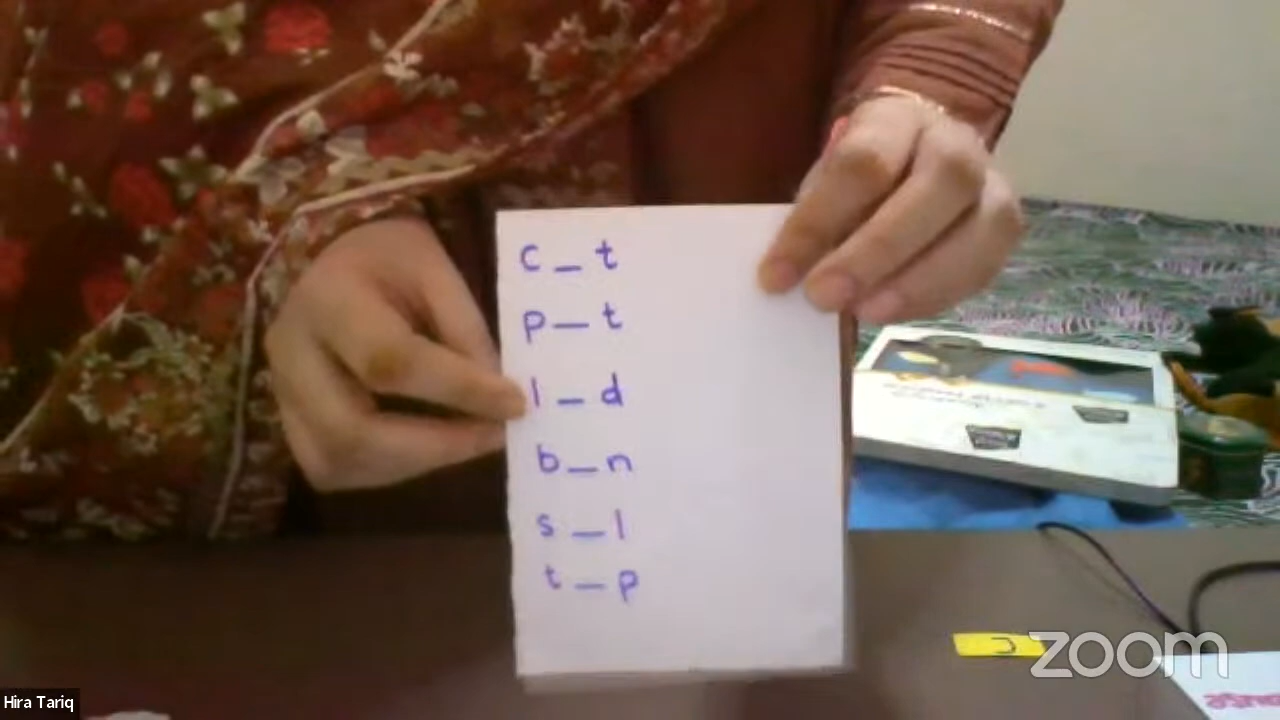 c_t
p_t
l_d
b_n
s_l
t_p
Hira Tariq
zoom